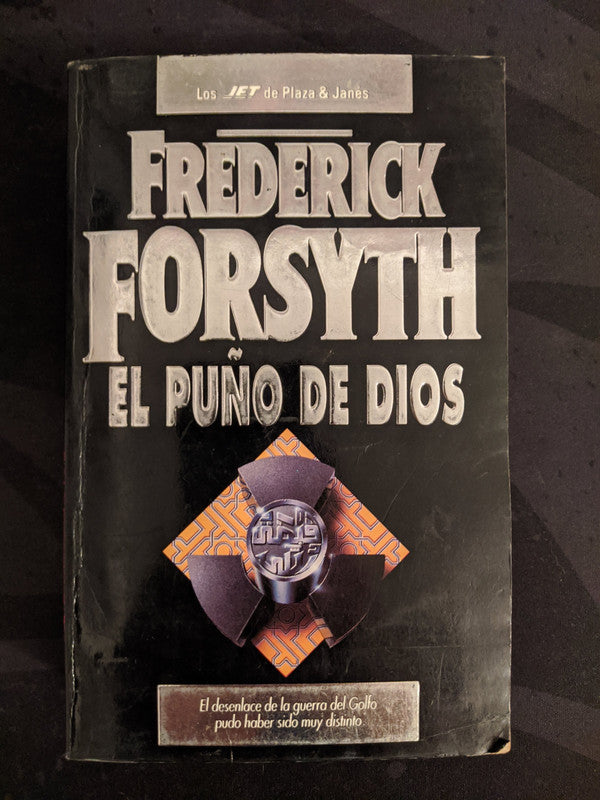 Los JET de Plaza & Janés
FREDERICK
FORSYTH
EL PUÑO DE DIOS
El desenlace de la guerra del Golfo
pudo haber sido muy distinto